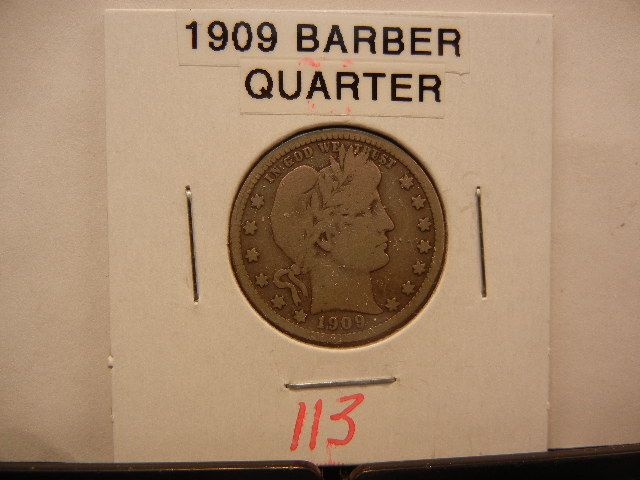 1909 BARBER
QUARTER
IN GOD WE TRUST
1909
113